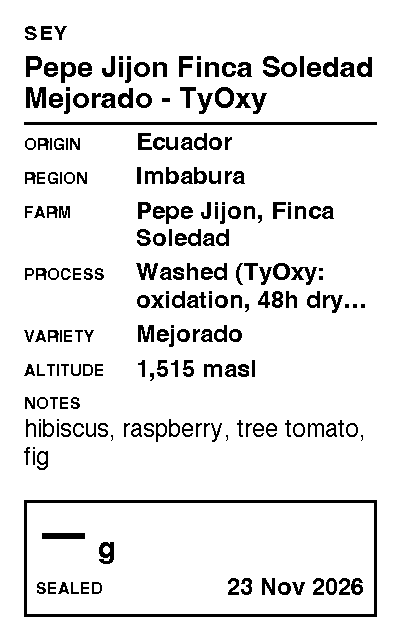 SEY
Pepe Jijon Finca Soledad
Mejorado - TyOxy
ORIGIN Ecuador
REGION Imbabura
FARM Pepe Jijon, Finca
Soledad
PROCESS Washed (TyOxy:
oxidation, 48h dry...
VARIETY Mejorado
ALTITUDE 1,515 masl
NOTES
hibiscus, raspberry, tree tomato,
fig
— g
SEALED 23 Nov 2026